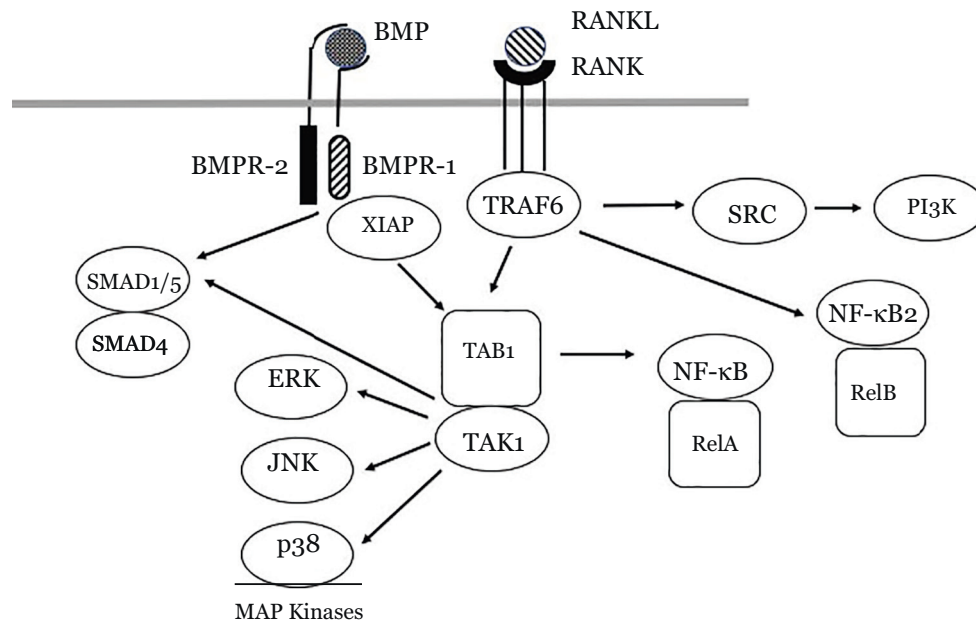 BMP
RANKL
RANK
BMPR-2
BMPR-1
XIAP
TRAF6
SRC
PI3K
SMAD1/5
SMAD4
TAB1
NF-κB2
RelB
NF-κB
RelA
ERK
TAK1
JNK
p38
MAP Kinases